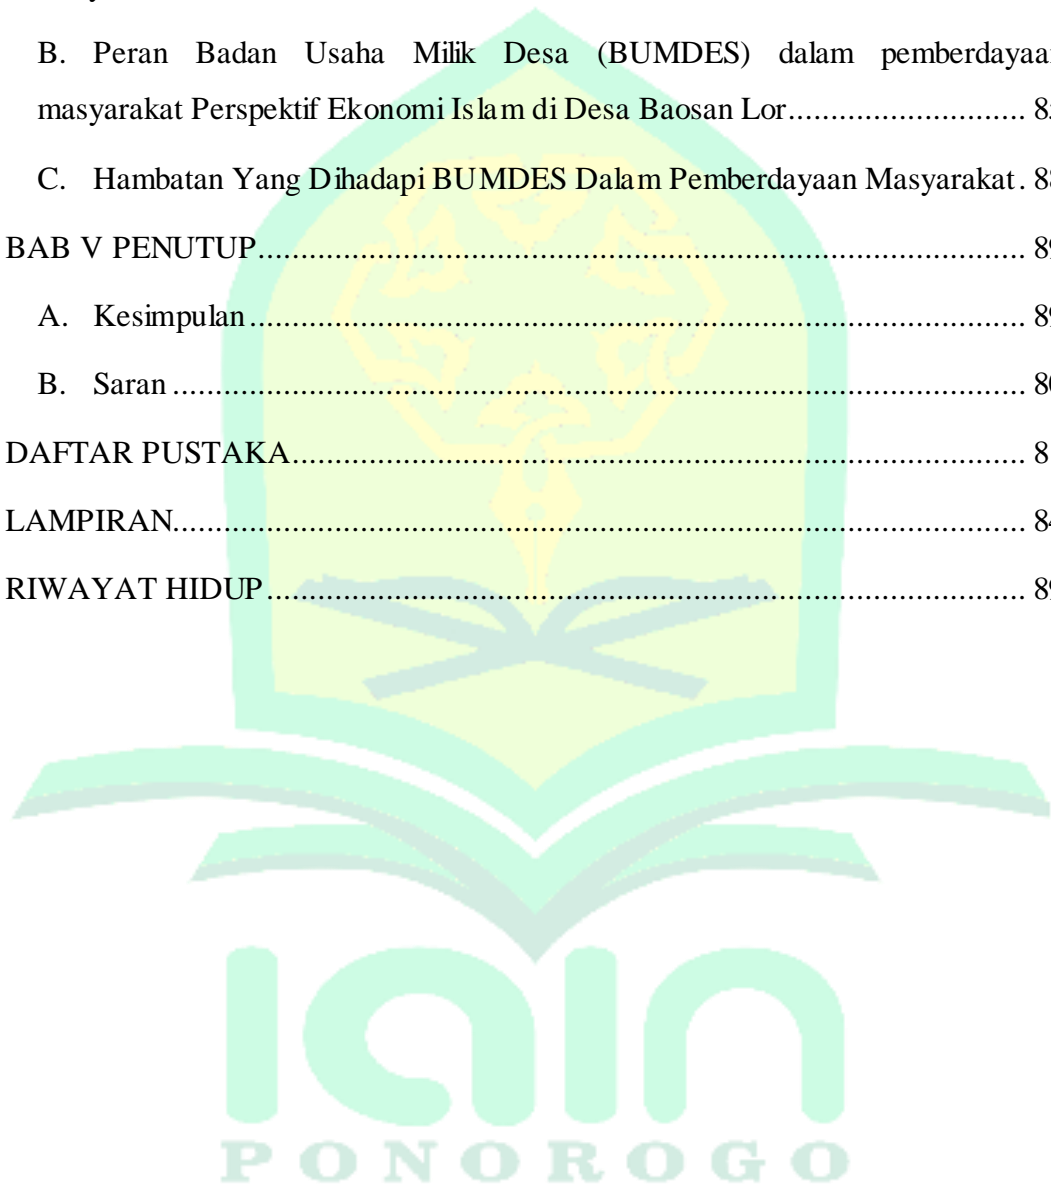 B. Peran Badan Usaha Milik Desa (BUMDES) dalam
masyarakat Perspektif Ekonomi Islam di Desa Baosan Lor
C. Hambatan Yang Dihadapi BUMDES Dalam Pemberdayaan Masyarakat
BAB V PENUTUP
A. Kesimpulan
B. Saran
DAFTAR PUSTAKA
LAMPIRAN
RIWAYAT HIDUP
iain
PONOROGO